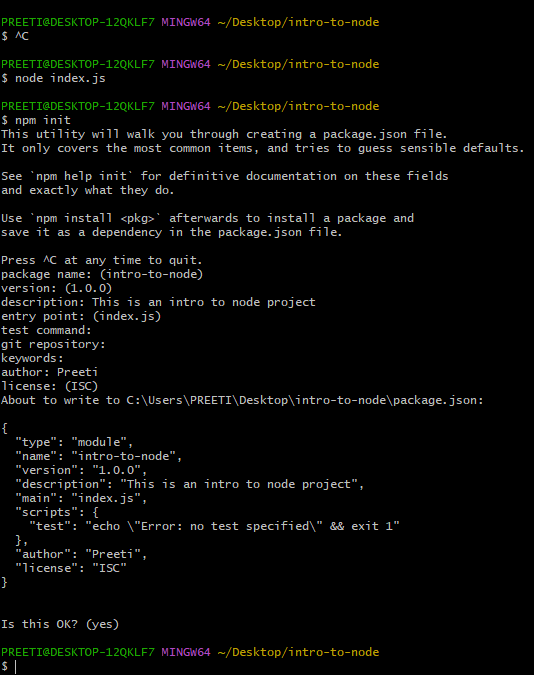 PREETI@DESKTOP-12QKLF7 MINGW64 ~/Desktop/intro-to-node
$ ^C
PREETI@DESKTOP-12QKLF7 MINGW64 ~/Desktop/intro-to-node
$ node index.js
PREETI@DESKTOP-12QKLF7 MINGW64 ~/Desktop/intro-to-node
$ npm init
This utility will walk you through creating a package.json file.
It only covers the most common items, and tries to guess sensible defaults.
See `npm help init` for definitive documentation on these fields
and exactly what they do.
Use `npm install <pkg>` afterwards to install a package and
save it as a dependency in the package.json file.
Press ^C at any time to quit.
package name: (intro-to-node)
version: (1.0.0)
description: This is an intro to node project
entry point: (index.js)
test command:
git repository:
keywords:
author: Preeti
license: (ISC)
About to write to C:\Users\PREETI\Desktop\intro-to-node\package.json:
{
  "type": "module",
  "name": "intro-to-node",
  "version": "1.0.0",
  "description": "This is an intro to node project",
  "main": "index.js",
  "scripts": {
    "test": "echo \"Error: no test specified\" && exit 1"
  },
  "author": "Preeti",
  "license": "ISC"
}
Is this OK? (yes)
PREETI@DESKTOP-12QKLF7 MINGW64 ~/Desktop/intro-to-node
$